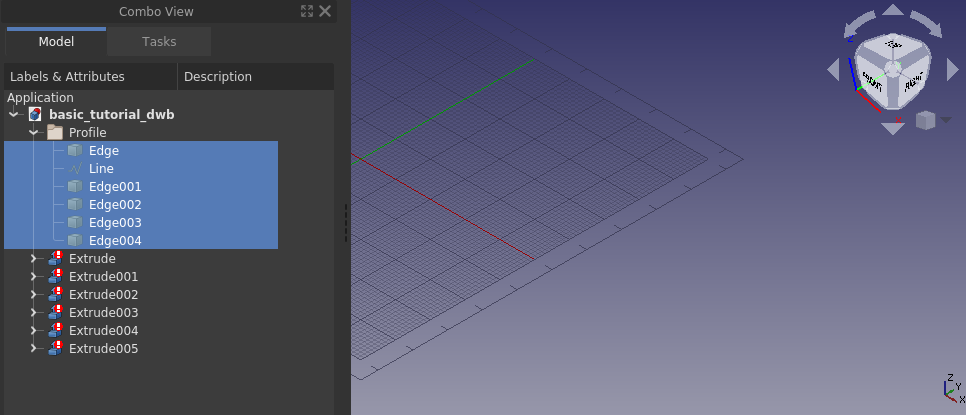 Combo View
Model
Tasks
Labels & Attributes
Description
Application
basic_tutorial_dwb
Profile
Edge
Line
Edge001
Edge002
Edge003
Edge004
Extrude
Extrude001
Extrude002
Extrude003
Extrude004
Extrude005
FRONT
RIGHT
Z
Y
X